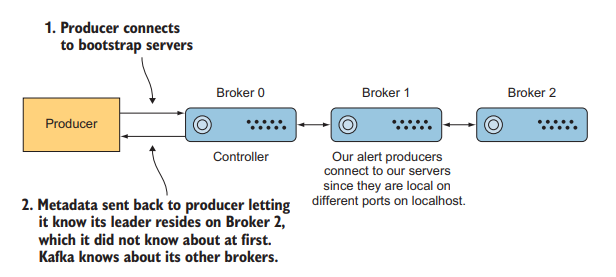 1. Producer connects
to bootstrap servers
Broker 0
Broker 1
Broker 2
Producer
Controller
Our alert producers
connect to our servers
since they are local on
different ports on localhost.
2. Metadata sent back to producer letting
it know its leader resides on Broker 2,
which it did not know about at first.
Kafka knows about its other brokers.